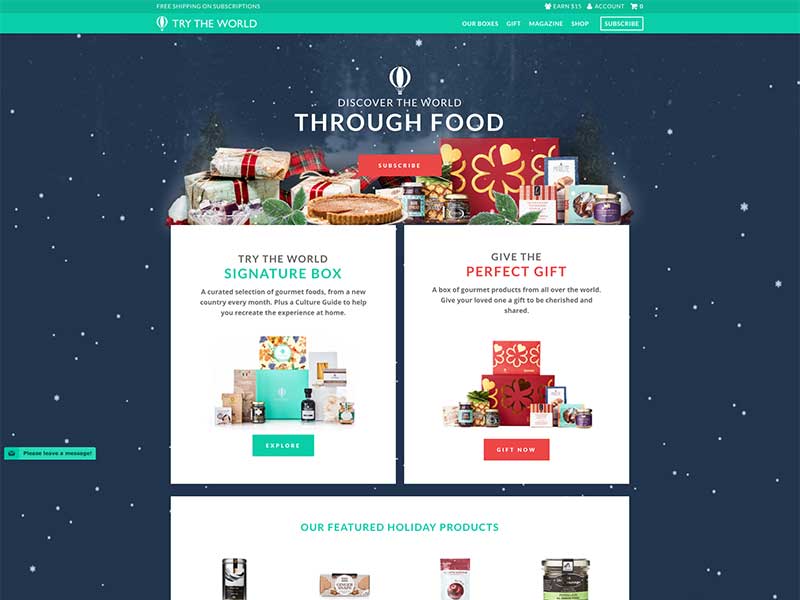 FREE SHIPPING ON SUBSCRIPTIONS
EARN $15 ACCOUNT 0
TRY THE WORLD
OUR BOXES GIFT MAGAZINE SHOP SUBSCRIBE
DISCOVER THE WORLD
THROUGH FOOD
SUBSCRIBE
TRY THE WORLD
SIGNATURE BOX
A curated selection of gourmet foods, from a new
country every month. Plus a Culture Guide to help
you recreate the experience at home.
EXPLORE
GIVE THE
PERFECT GIFT
A box of gourmet products from all over the world.
Give your loved one a gift to be cherished and
shared.
GIFT NOW
Please leave a message!
OUR FEATURED HOLIDAY PRODUCTS
GINGER
SNAPS